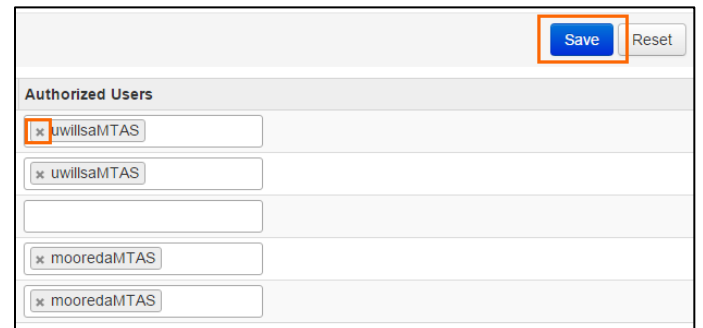 Save Reset
Authorized Users
× uwillsaMTAS
× uwillsaMTAS
× mooredaMTAS
× mooredaMTAS